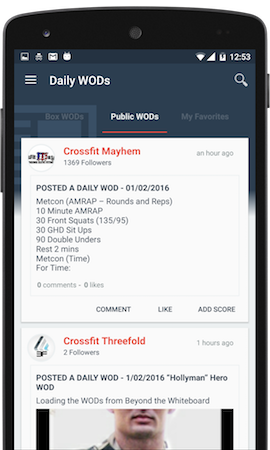 12:53
Daily WODs
Box WODs Public WODs My Favorites
Crossfit Mayhem an hour ago
1369 Followers
POSTED A DAILY WOD - 01/02/2016
Metcon (AMRAP – Rounds and Reps)
10 Minute AMRAP
30 Front Squats (135/95)
30 GHD Sit Ups
90 Double Unders
Rest 2 mins
Metcon (Time)
For Time:
0 comments - 0 likes
COMMENT LIKE ADD SCORE
Crossfit Threefold 1 hours ago
2 Followers
POSTED A DAILY WOD - 1/02/2016 "Hollyman" Hero
WOD
Loading the WODs from Beyond the Whiteboard